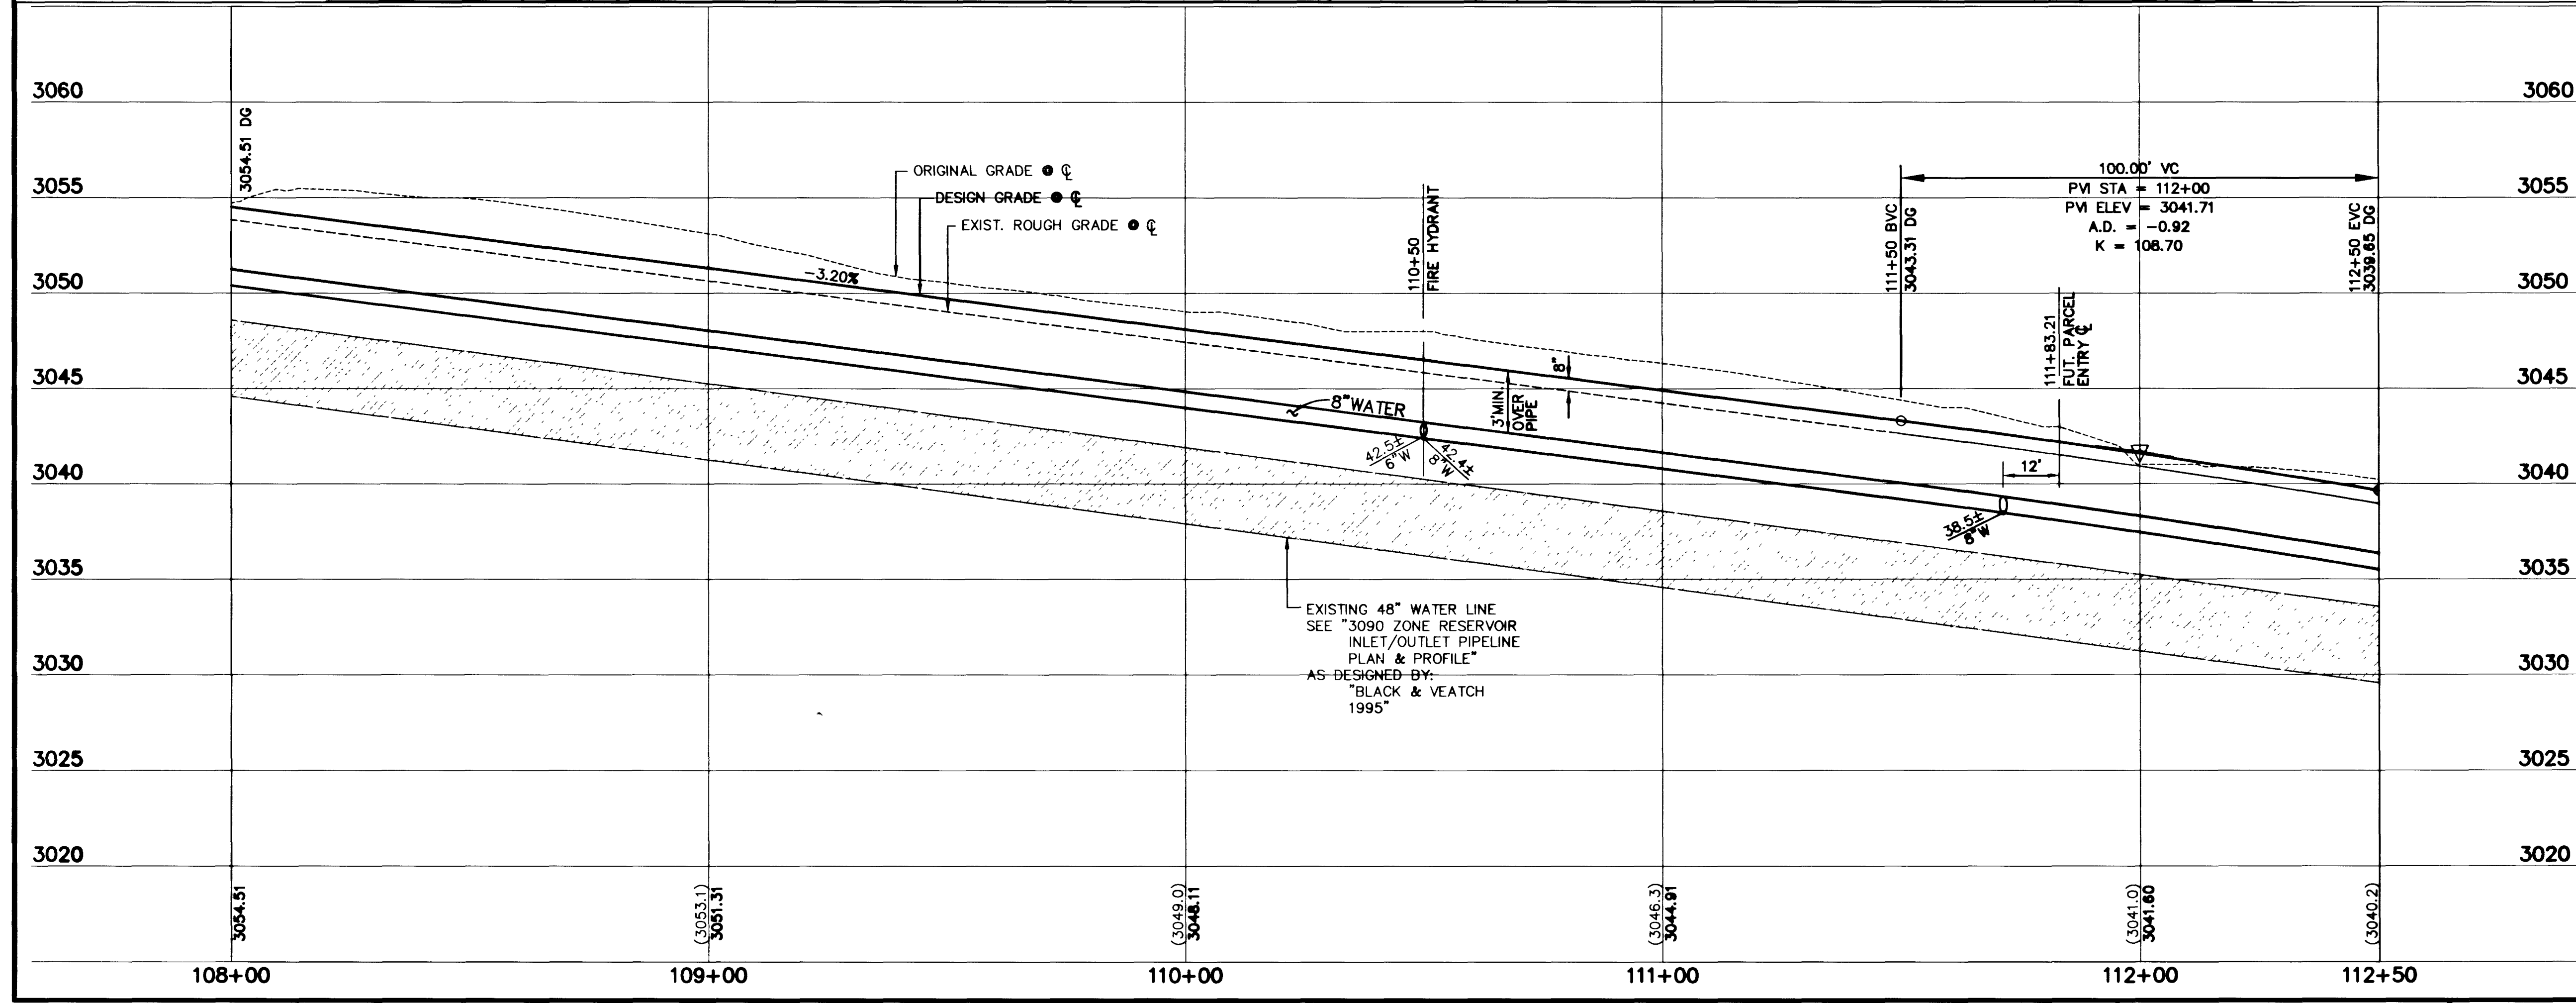 3060
3060
3055
3055
3050
3050
3045
3045
3040
3040
3035
3035
3030
3030
3025
3025
3020
3020
3054.51 DG
ORIGINAL GRADE @ ℄
DESIGN GRADE @ ℄
EXIST. ROUGH GRADE @ ℄
-3.20%
110+50
FIRE HYDRANT
111+50 BVC
3043.31 DG
100.00' VC
PVI STA = 112+00
PVI ELEV = 3041.71
A.D. = -0.92
K = 108.70
112+50 EVC
3039.65 DG
111+83.21
FUT. PARCEL
ENTRY ℄
8"
3'MIN.
OVER
PIPE
8"WATER
42.5±
6"W
42.4±
8"W
12'
38.5±
8"W
EXISTING 48" WATER LINE
SEE "3090 ZONE RESERVOIR
INLET/OUTLET PIPELINE
PLAN & PROFILE"
AS DESIGNED BY:
"BLACK & VEATCH
1995"
3054.51
(3053.1)
3051.31
(3049.0)
3048.11
(3046.3)
3044.91
(3041.0)
3041.60
(3040.2)
108+00
109+00
110+00
111+00
112+00
112+50